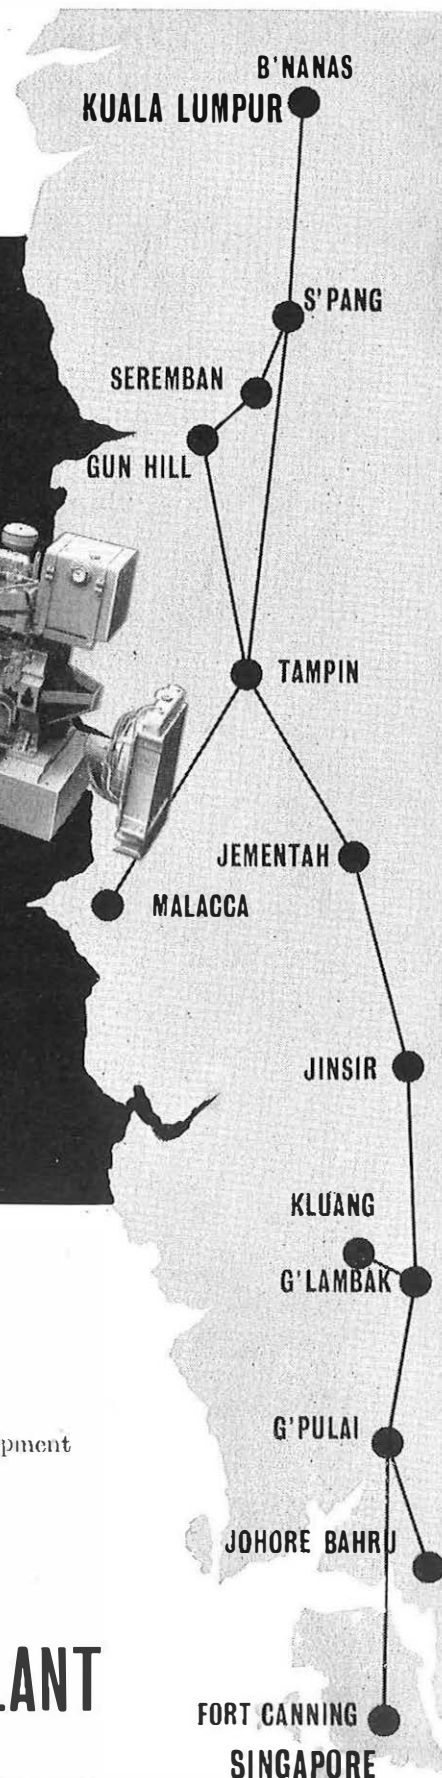 B'NANAS
KUALA LUMPUR
S'PANG
SEREMBAN
GUN HILL
TAMPIN
JEMENTAH
MALACCA
JINSIR
KLUANG
G'LAMBAK
G'PULAI
pment
JOHORE BAHRU
LANT
FORT CANNING
SINGAPORE